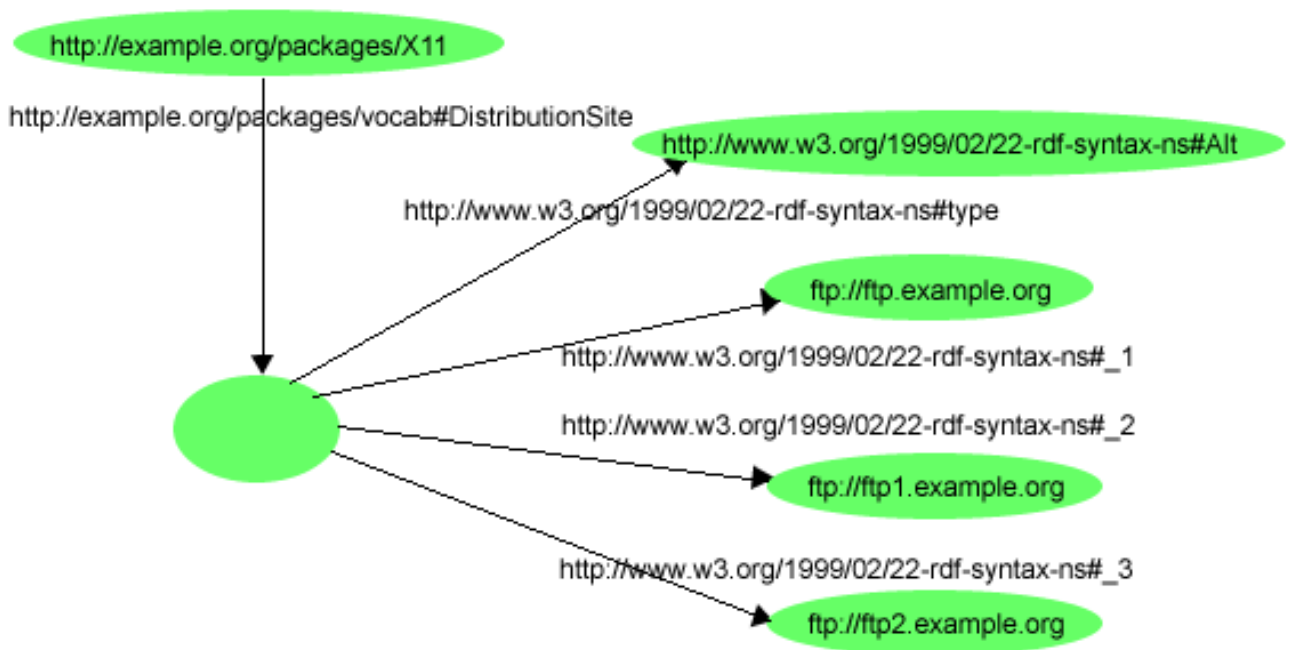 http://example.org/packages/X11
http://example.org/packages/vocab#DistributionSite
http://www.w3.org/1999/02/22-rdf-syntax-ns#Alt
http://www.w3.org/1999/02/22-rdf-syntax-ns#type
ftp://ftp.example.org
http://www.w3.org/1999/02/22-rdf-syntax-ns#_1
http://www.w3.org/1999/02/22-rdf-syntax-ns#_2
ftp://ftp1.example.org
http://www.w3.org/1999/02/22-rdf-syntax-ns#_3
ftp://ftp2.example.org